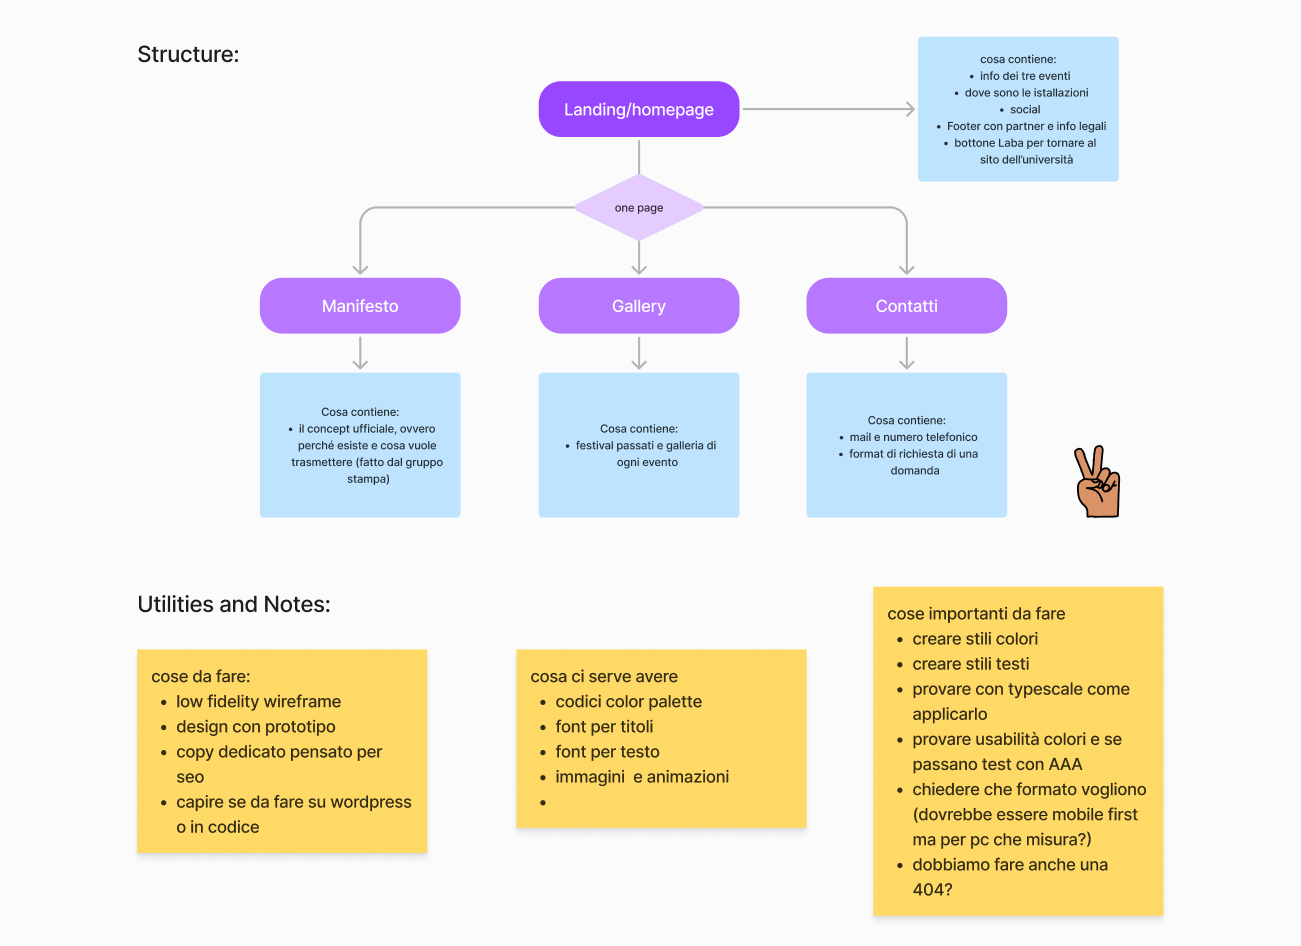 Structure:
Landing/homepage
cosa contiene:
• info dei tre eventi
• dove sono le istallazioni
• social
• Footer con partner e info legali
• bottone Laba per tornare al
sito dell'università
one page
Manifesto
Gallery
Contatti
Cosa contiene:
• il concept ufficiale, ovvero
perché esiste e cosa vuole
trasmettere (fatto dal gruppo
stampa)
Cosa contiene:
• festival passati e galleria di
ogni evento
Cosa contiene:
• mail e numero telefonico
• format di richiesta di una
domanda
Utilities and Notes:
cose da fare:
• low fidelity wireframe
• design con prototipo
• copy dedicato pensato per
seo
• capire se da fare su wordpress
o in codice
cosa ci serve avere
• codici color palette
• font per titoli
• font per testo
• immagini  e animazioni
•
cose importanti da fare
• creare stili colori
• creare stili testi
• provare con typescale come
applicarlo
• provare usabilità colori e se
passano test con AAA
• chiedere che formato vogliono
(dovrebbe essere mobile first
ma per pc che misura?)
• dobbiamo fare anche una
404?